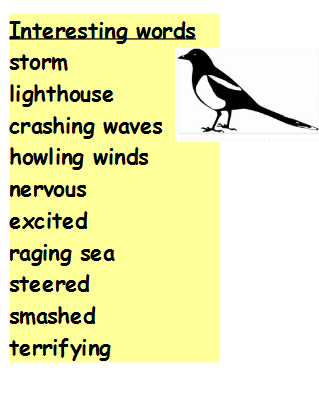 Interesting words
storm
lighthouse
crashing waves
howling winds
nervous
excited
raging sea
steered
smashed
terrifying